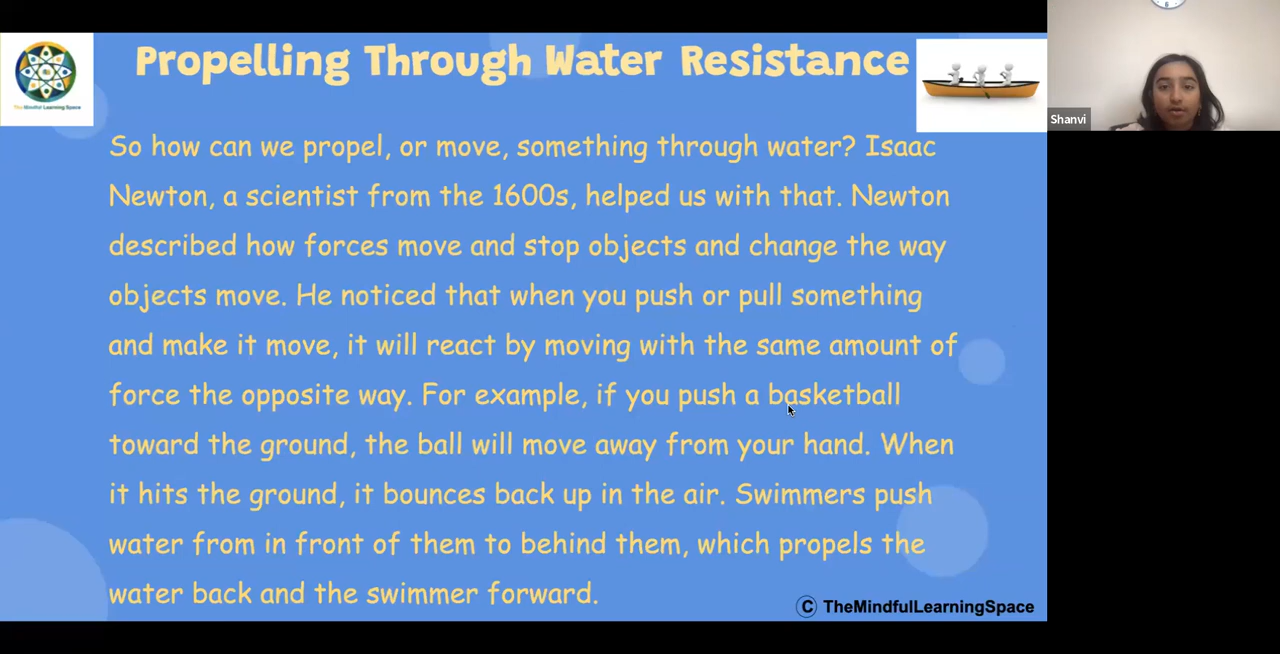 Propelling Through Water Resistance
The Mindful Learning Space
Shanvi
So how can we propel, or move, something through water? Isaac
Newton, a scientist from the 1600s, helped us with that. Newton
described how forces move and stop objects and change the way
objects move. He noticed that when you push or pull something
and make it move, it will react by moving with the same amount of
force the opposite way. For example, if you push a basketball
toward the ground, the ball will move away from your hand. When
it hits the ground, it bounces back up in the air. Swimmers push
water from in front of them to behind them, which propels the
water back and the swimmer forward.
© TheMindfulLearningSpace